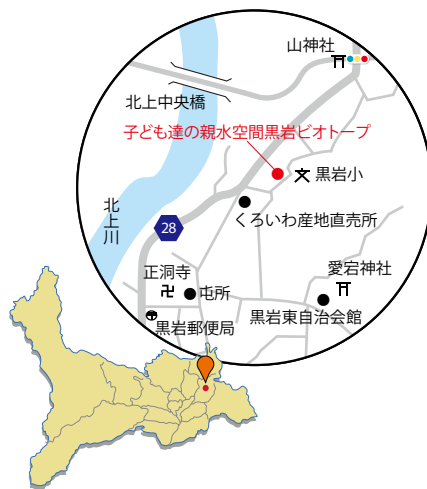 山神社
北上中央橋
子ども達の親水空間黒岩ビオトープ
黒岩小
くろいわ産地直売所
北上川
28
正洞寺
屯所
愛宕神社
黒岩郵便局
黒岩東自治会館